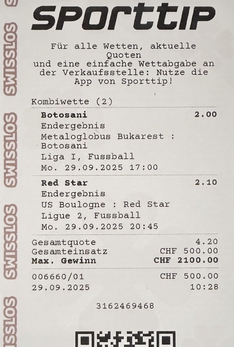 SPORTTIP
Für alle Wetten, aktuelle
Quoten
und eine einfache Wettabgabe an
der Verkaufsstelle: Nutze die
App von Sporttip!
Kombiwette (2)
Botosani 2.00
Endergebnis
Metaloglobus Bukarest :
Botosani
Liga I, Fussball
Mo. 29.09.2025 17:00
Red Star 2.10
Endergebnis
US Boulogne : Red Star
Ligue 2, Fussball
Mo. 29.09.2025 20:45
Gesamtquote 4.20
Gesamteinsatz CHF 500.00
Max. Gewinn CHF 2100.00
006660/01 CHF 500.00
29.09.2025 10:28
3162469468
SWISSLOS
SWISSLOS
SWISSLOS
SWISSLOS